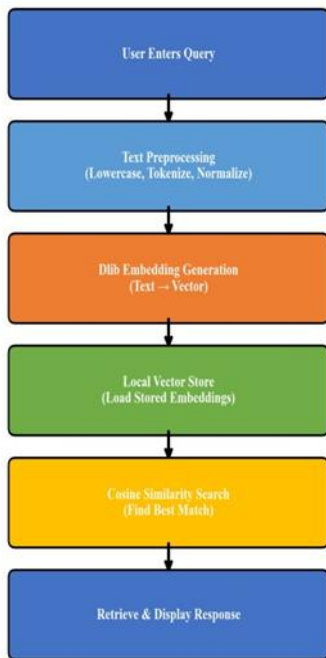 User Enters Query
Text Preprocessing
(Lowercase, Tokenize, Normalize)
Dlib Embedding Generation
(Text → Vector)
Local Vector Store
(Load Stored Embeddings)
Cosine Similarity Search
(Find Best Match)
Retrieve & Display Response